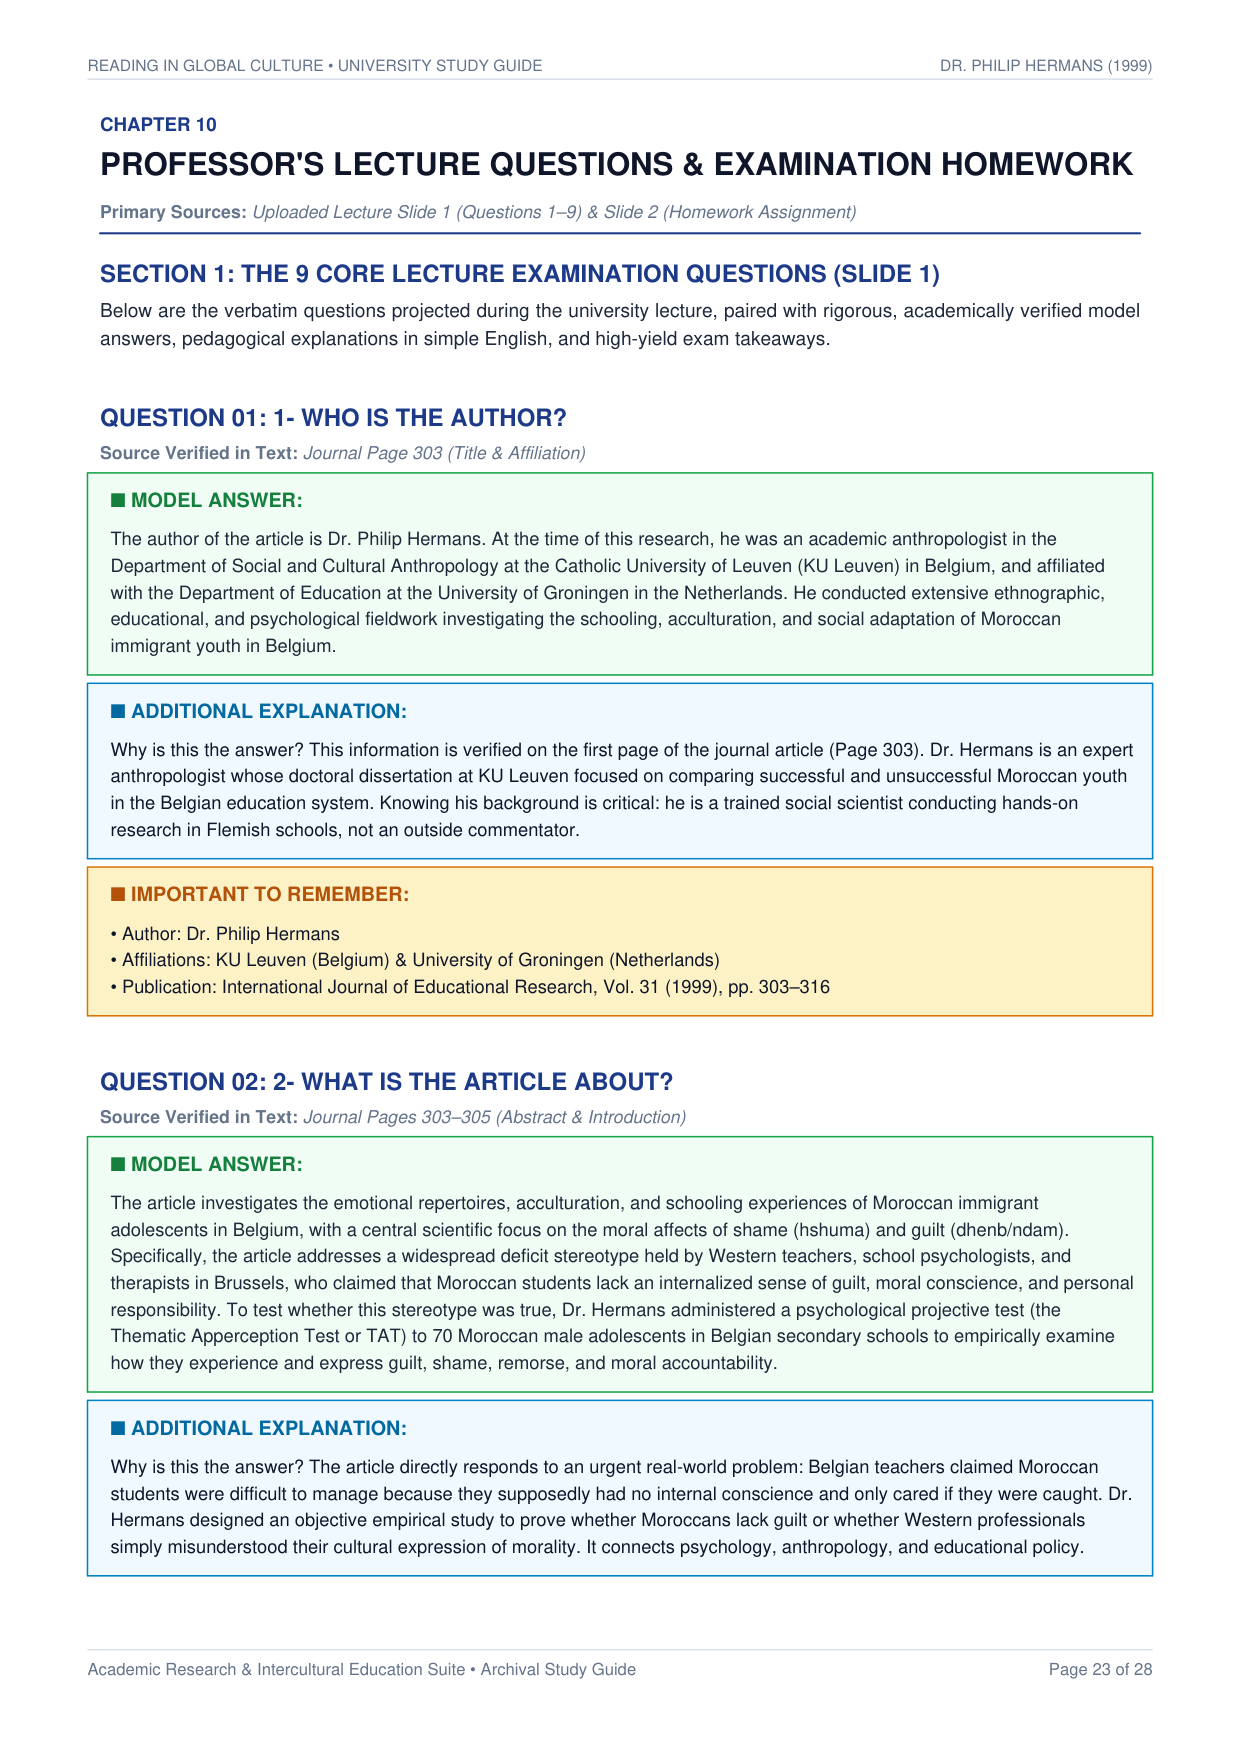 READING IN GLOBAL CULTURE • UNIVERSITY STUDY GUIDE
DR. PHILIP HERMANS (1999)
CHAPTER 10
PROFESSOR'S LECTURE QUESTIONS & EXAMINATION HOMEWORK
Primary Sources: Uploaded Lecture Slide 1 (Questions 1–9) & Slide 2 (Homework Assignment)
SECTION 1: THE 9 CORE LECTURE EXAMINATION QUESTIONS (SLIDE 1)
Below are the verbatim questions projected during the university lecture, paired with rigorous, academically verified model
answers, pedagogical explanations in simple English, and high-yield exam takeaways.
QUESTION 01: 1- WHO IS THE AUTHOR?
Source Verified in Text: Journal Page 303 (Title & Affiliation)
■ MODEL ANSWER:
The author of the article is Dr. Philip Hermans. At the time of this research, he was an academic anthropologist in the
Department of Social and Cultural Anthropology at the Catholic University of Leuven (KU Leuven) in Belgium, and affiliated
with the Department of Education at the University of Groningen in the Netherlands. He conducted extensive ethnographic,
educational, and psychological fieldwork investigating the schooling, acculturation, and social adaptation of Moroccan
immigrant youth in Belgium.
■ ADDITIONAL EXPLANATION:
Why is this the answer? This information is verified on the first page of the journal article (Page 303). Dr. Hermans is an expert
anthropologist whose doctoral dissertation at KU Leuven focused on comparing successful and unsuccessful Moroccan youth
in the Belgian education system. Knowing his background is critical: he is a trained social scientist conducting hands-on
research in Flemish schools, not an outside commentator.
■ IMPORTANT TO REMEMBER:
• Author: Dr. Philip Hermans
• Affiliations: KU Leuven (Belgium) & University of Groningen (Netherlands)
• Publication: International Journal of Educational Research, Vol. 31 (1999), pp. 303–316
QUESTION 02: 2- WHAT IS THE ARTICLE ABOUT?
Source Verified in Text: Journal Pages 303–305 (Abstract & Introduction)
■ MODEL ANSWER:
The article investigates the emotional repertoires, acculturation, and schooling experiences of Moroccan immigrant
adolescents in Belgium, with a central scientific focus on the moral affects of shame (hshuma) and guilt (dhenb/ndam).
Specifically, the article addresses a widespread deficit stereotype held by Western teachers, school psychologists, and
therapists in Brussels, who claimed that Moroccan students lack an internalized sense of guilt, moral conscience, and personal
responsibility. To test whether this stereotype was true, Dr. Hermans administered a psychological projective test (the
Thematic Apperception Test or TAT) to 70 Moroccan male adolescents in Belgian secondary schools to empirically examine
how they experience and express guilt, shame, remorse, and moral accountability.
■ ADDITIONAL EXPLANATION:
Why is this the answer? The article directly responds to an urgent real-world problem: Belgian teachers claimed Moroccan
students were difficult to manage because they supposedly had no internal conscience and only cared if they were caught. Dr.
Hermans designed an objective empirical study to prove whether Moroccans lack guilt or whether Western professionals
simply misunderstood their cultural expression of morality. It connects psychology, anthropology, and educational policy.
Academic Research & Intercultural Education Suite • Archival Study Guide
Page 23 of 28